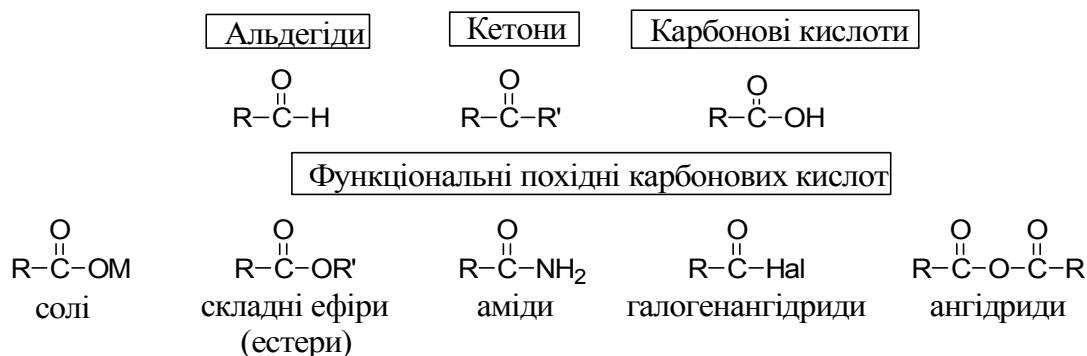 Альдегіди Кетони Карбонові кислоти
O O O
R–C–H R–C–R' R–C–OH
Функціональні похідні карбонових кислот
O O O O O O
R–C–OM R–C–OR' R–C–NH₂ R–C–Hal R–C–O–C–R
солі складні ефіри аміди галогенангідриди ангідриди
(естери)